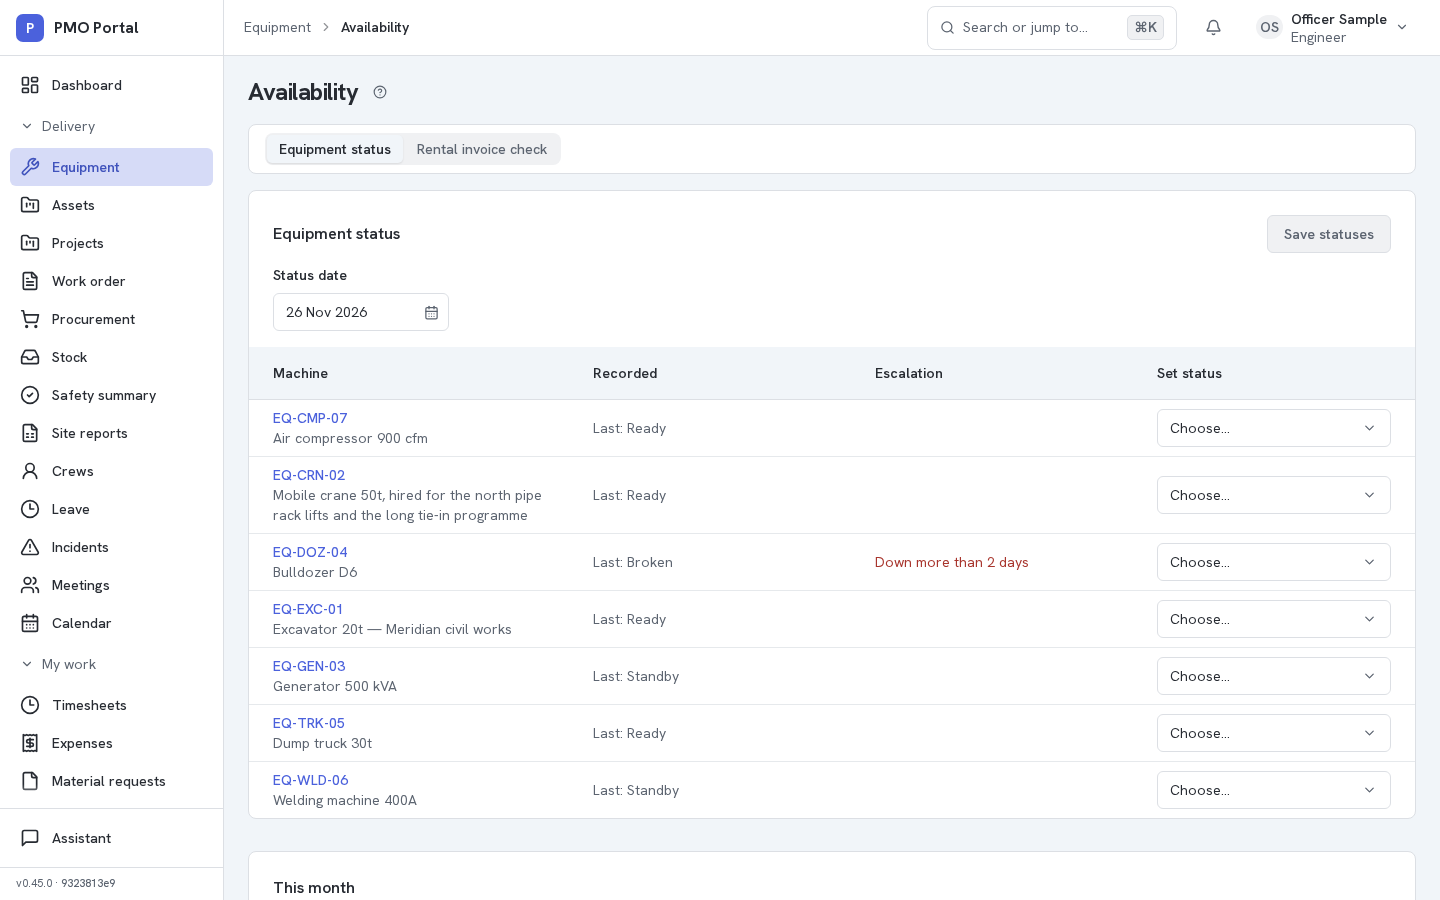 P PMO Portal
Equipment > Availability
Search or jump to...
⌘K
OS
Officer Sample
Engineer
Dashboard
Delivery
Equipment
Assets
Projects
Work order
Procurement
Stock
Safety summary
Site reports
Crews
Leave
Incidents
Meetings
Calendar
My work
Timesheets
Expenses
Material requests
Assistant
v0.45.0 · 9323813e9
Availability
Equipment status
Rental invoice check
Equipment status
Save statuses
Status date
26 Nov 2026
Machine Recorded Escalation Set status
EQ-CMP-07
Air compressor 900 cfm
Last: Ready
Choose...
EQ-CRN-02
Mobile crane 50t, hired for the north pipe
rack lifts and the long tie-in programme
Last: Ready
Choose...
EQ-DOZ-04
Bulldozer D6
Last: Broken
Down more than 2 days
Choose...
EQ-EXC-01
Excavator 20t — Meridian civil works
Last: Ready
Choose...
EQ-GEN-03
Generator 500 kVA
Last: Standby
Choose...
EQ-TRK-05
Dump truck 30t
Last: Ready
Choose...
EQ-WLD-06
Welding machine 400A
Last: Standby
Choose...
This month